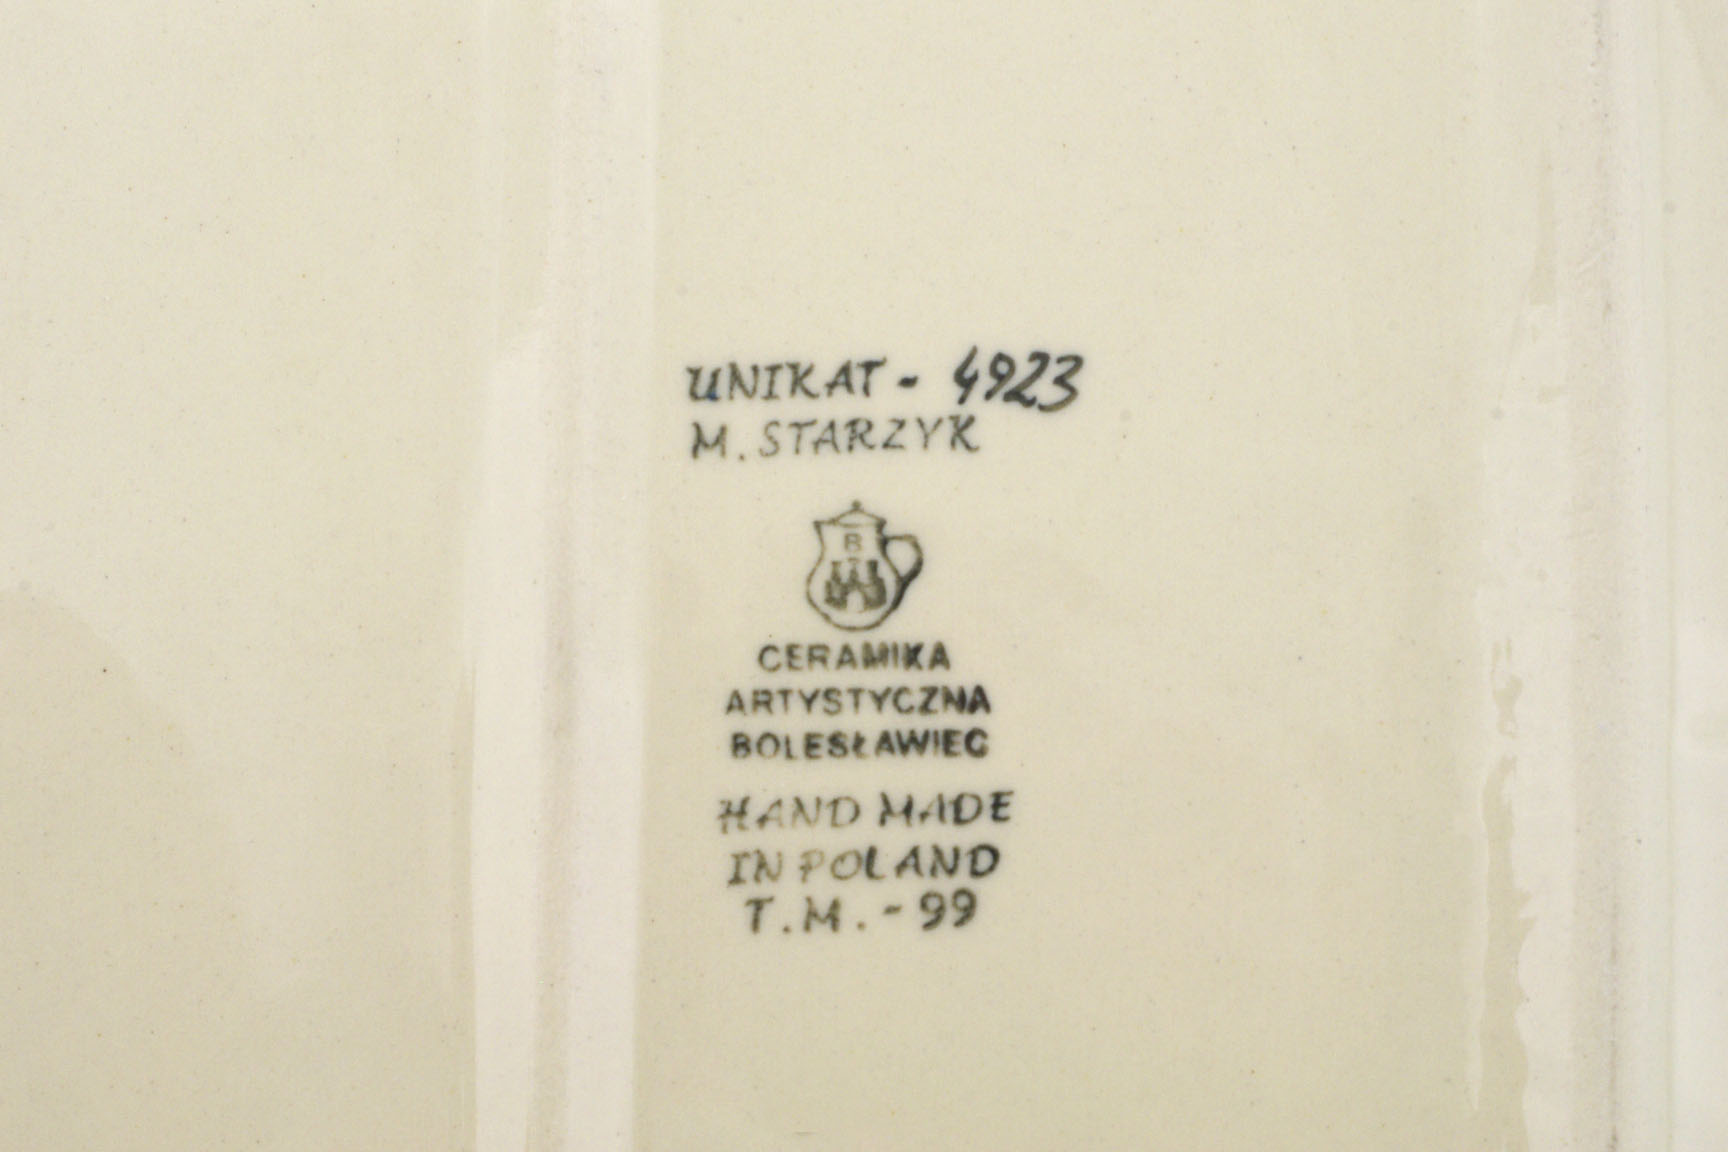 UNIKAT - 4923
M. STARZYK
B
CERAMIKA
ARTYSTYCZNA
BOLESŁAWIEC
HAND MADE
IN POLAND
T.M. - 99